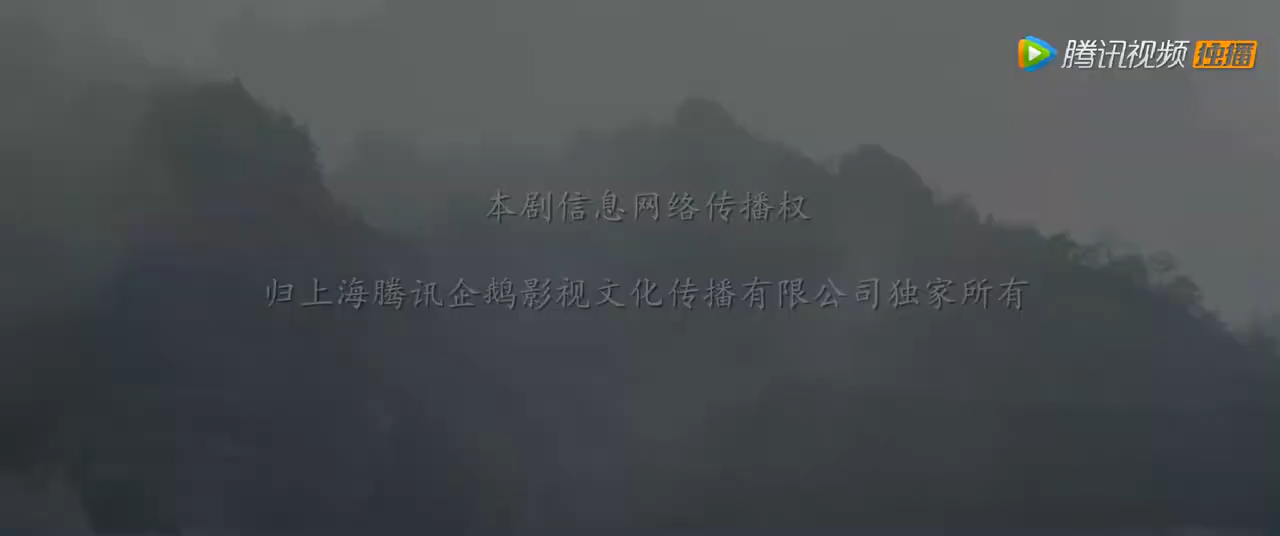 腾讯视频 独播
本剧信息网络传播权
归上海腾讯企鹅影视文化传播有限公司独家所有